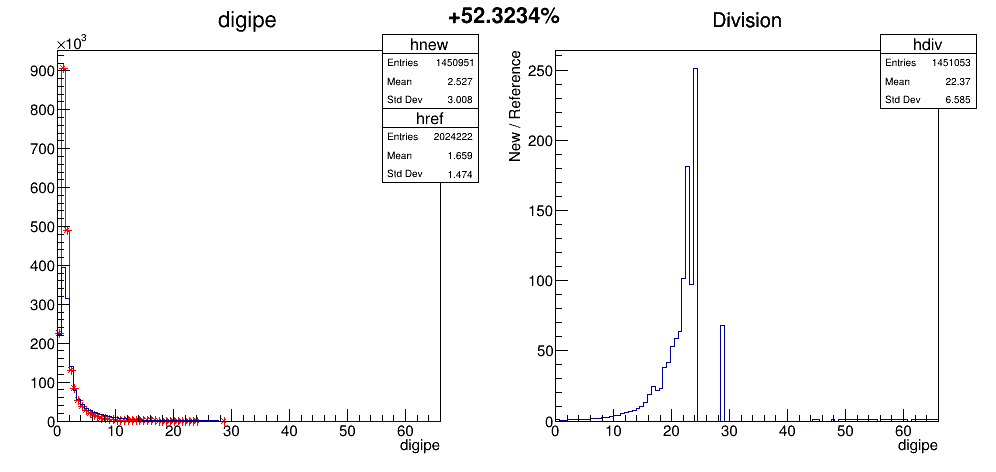 +52.3234%
digipe
×10³
hnew
Entries 1450951
Mean 2.527
Std Dev 3.008
href
Entries 2024222
Mean 1.659
Std Dev 1.474
900
800
700
600
500
400
300
200
100
0
0 10 20 30 40 50 60
digipe
Division
hdiv
Entries 1451053
Mean 22.37
Std Dev 6.585
New / Reference
250
200
150
100
50
0
0 10 20 30 40 50 60
digipe